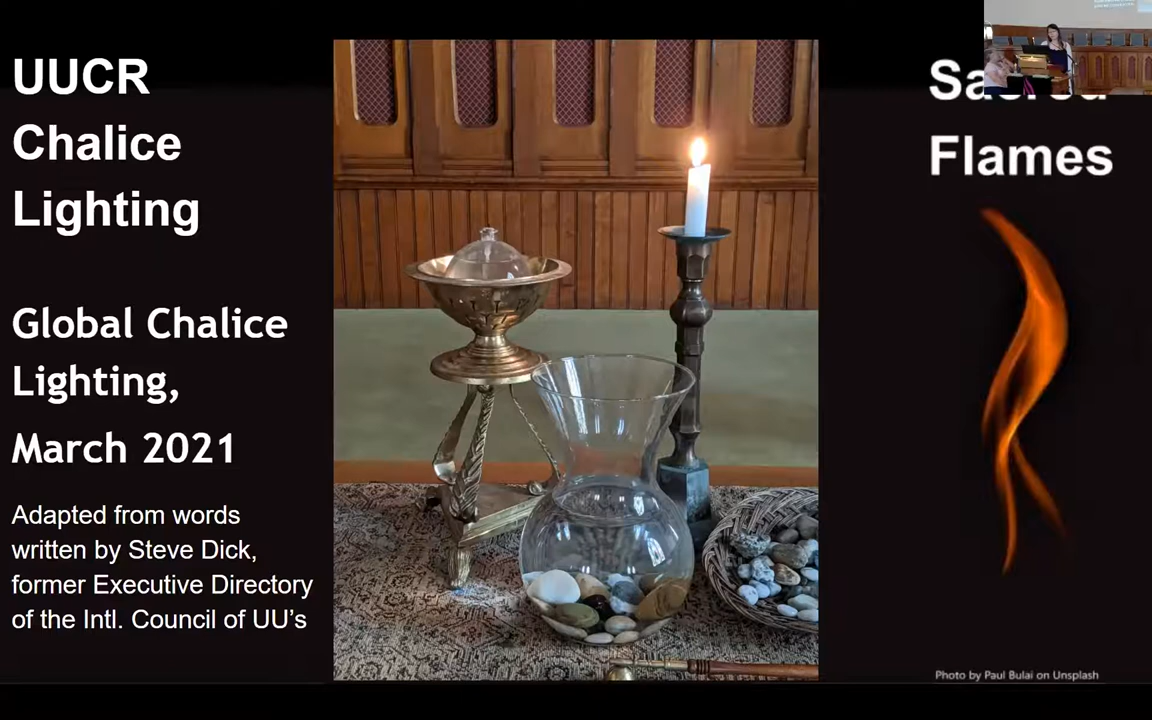 UUCR
Chalice
Lighting
Global Chalice
Lighting,
March 2021
Adapted from words
written by Steve Dick,
former Executive Directory
of the Intl. Council of UU's
Sacred
Flames
Photo by Paul Bulai on Unsplash